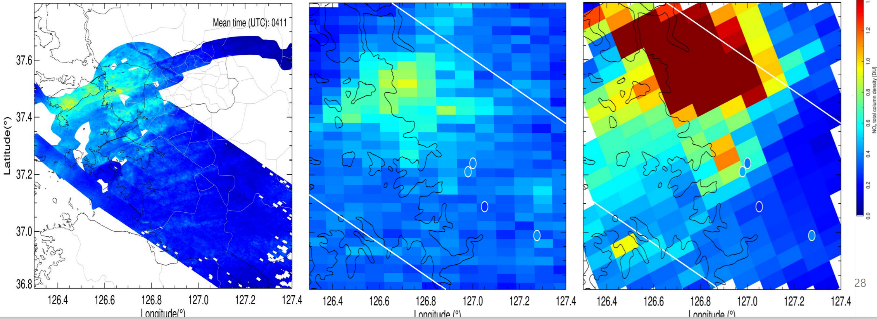 Mean time (UTC): 0411
37.6
37.4
37.2
37.0
36.8
Latitude(°)
126.4 126.6 126.8 127.0 127.2 127.4
Longitude(°)
126.4 126.6 126.8 127.0 127.2 127.4
Longitude (°)
126.4 126.6 126.8 127.0 127.2 127.4
Longitude (°)
1.0
0.8
0.6
0.4
0.2
0.0
NO₂ total column density [DU]
28